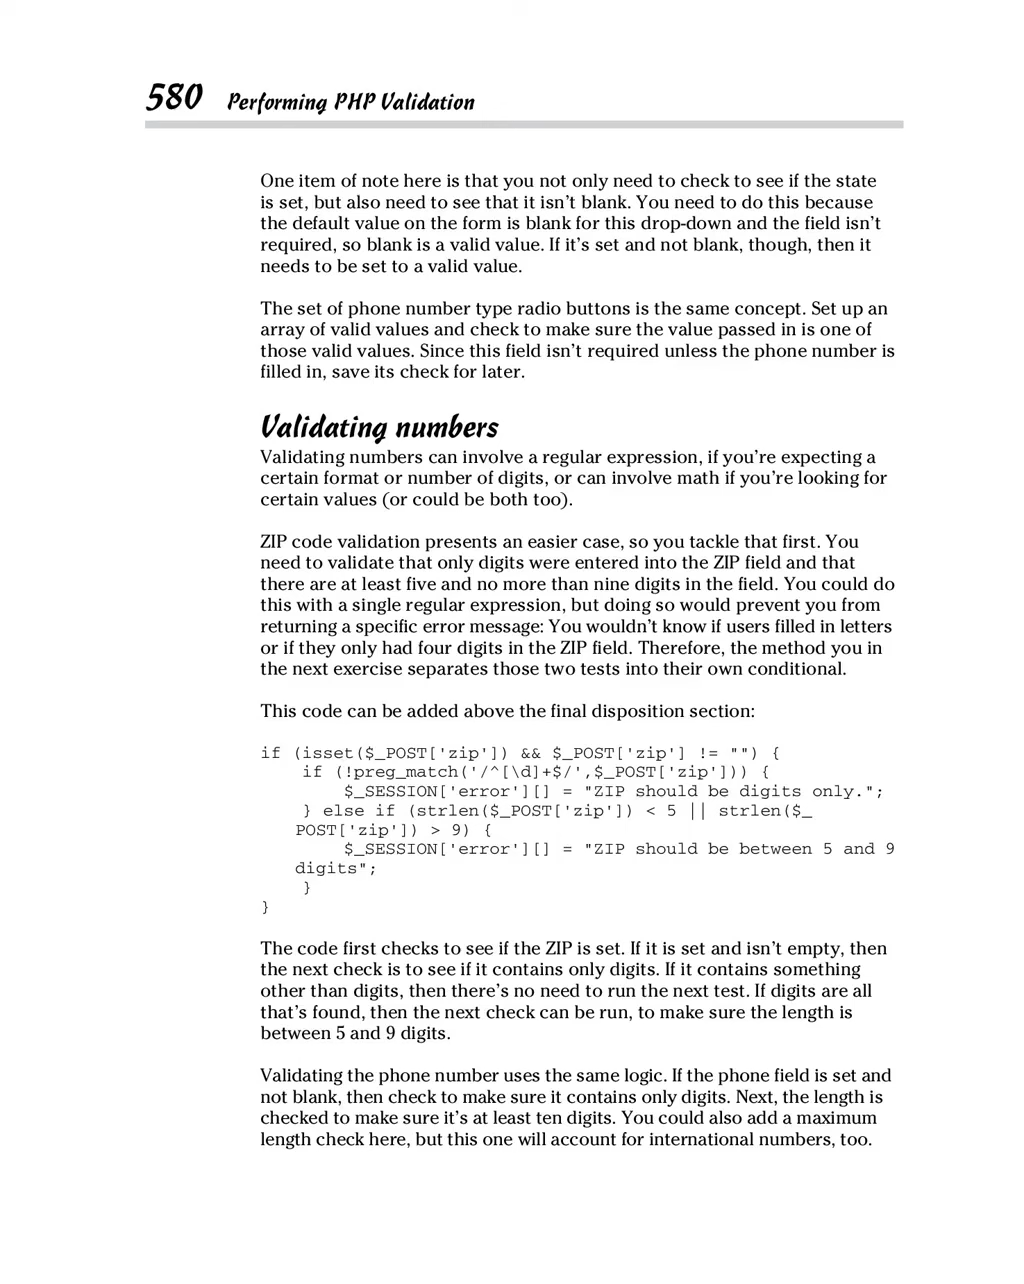 580 Performing PHP Validation
One item of note here is that you not only need to check to see if the state
is set, but also need to see that it isn’t blank. You need to do this because
the default value on the form is blank for this drop-down and the field isn’t
required, so blank is a valid value. If it’s set and not blank, though, then it
needs to be set to a valid value.
The set of phone number type radio buttons is the same concept. Set up an
array of valid values and check to make sure the value passed in is one of
those valid values. Since this field isn’t required unless the phone number is
filled in, save its check for later.
Validating numbers
Validating numbers can involve a regular expression, if you’re expecting a
certain format or number of digits, or can involve math if you’re looking for
certain values (or could be both too).
ZIP code validation presents an easier case, so you tackle that first. You
need to validate that only digits were entered into the ZIP field and that
there are at least five and no more than nine digits in the field. You could do
this with a single regular expression, but doing so would prevent you from
returning a specific error message: You wouldn’t know if users filled in letters
or if they only had four digits in the ZIP field. Therefore, the method you in
the next exercise separates those two tests into their own conditional.
This code can be added above the final disposition section:
if (isset($_POST['zip']) && $_POST['zip'] != "") {
    if (!preg_match('/^[\d]+$/',$_POST['zip'])) {
        $_SESSION['error'][] = "ZIP should be digits only.";
    } else if (strlen($_POST['zip']) < 5 || strlen($_
POST['zip']) > 9) {
        $_SESSION['error'][] = "ZIP should be between 5 and 9
digits";
    }
}
The code first checks to see if the ZIP is set. If it is set and isn’t empty, then
the next check is to see if it contains only digits. If it contains something
other than digits, then there’s no need to run the next test. If digits are all
that’s found, then the next check can be run, to make sure the length is
between 5 and 9 digits.
Validating the phone number uses the same logic. If the phone field is set and
not blank, then check to make sure it contains only digits. Next, the length is
checked to make sure it’s at least ten digits. You could also add a maximum
length check here, but this one will account for international numbers, too.